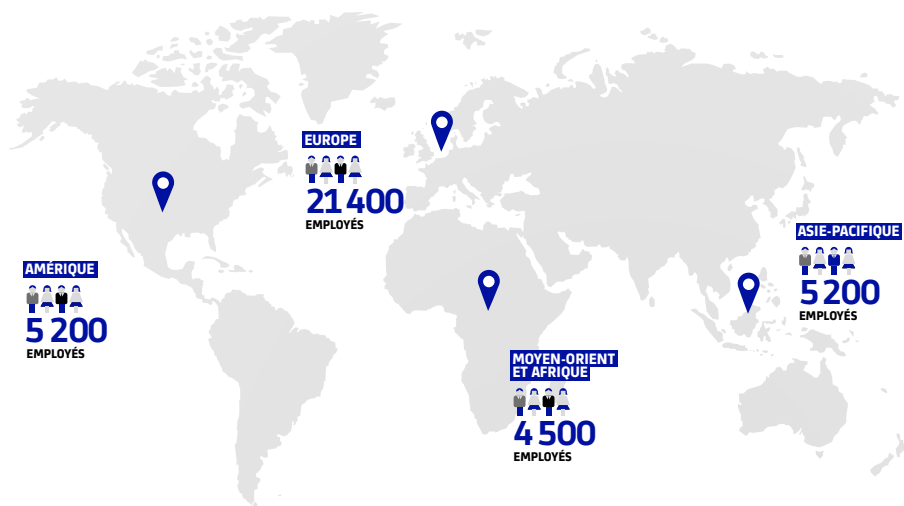 EUROPE
21 400
EMPLOYÉS
AMÉRIQUE
5 200
EMPLOYÉS
ASIE-PACIFIQUE
5 200
EMPLOYÉS
MOYEN-ORIENT
ET AFRIQUE
4 500
EMPLOYÉS